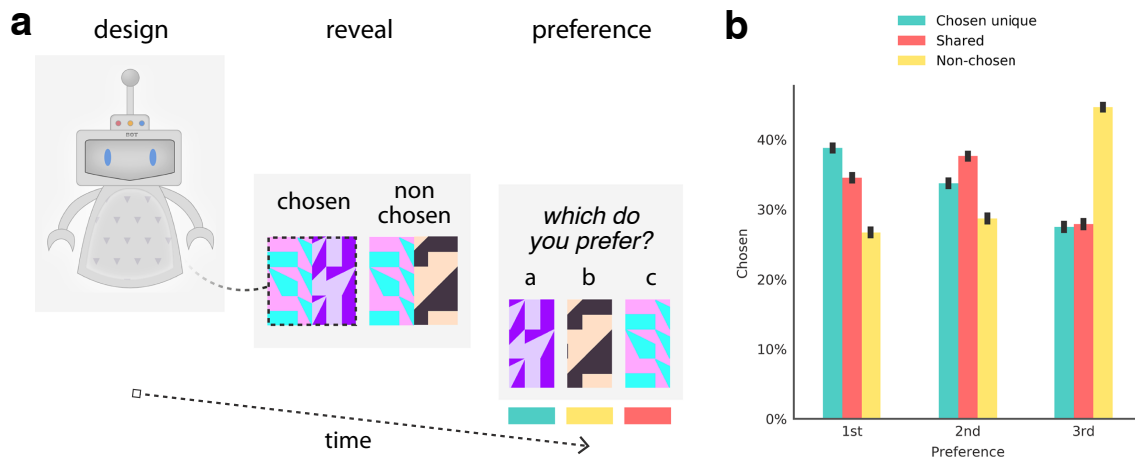 a
design
reveal
preference
BOT
chosen
non
chosen
which do
you prefer?
a
b
c
time
b
Chosen unique
Shared
Non-chosen
Chosen
40%
30%
20%
10%
0%
1st
2nd
3rd
Preference